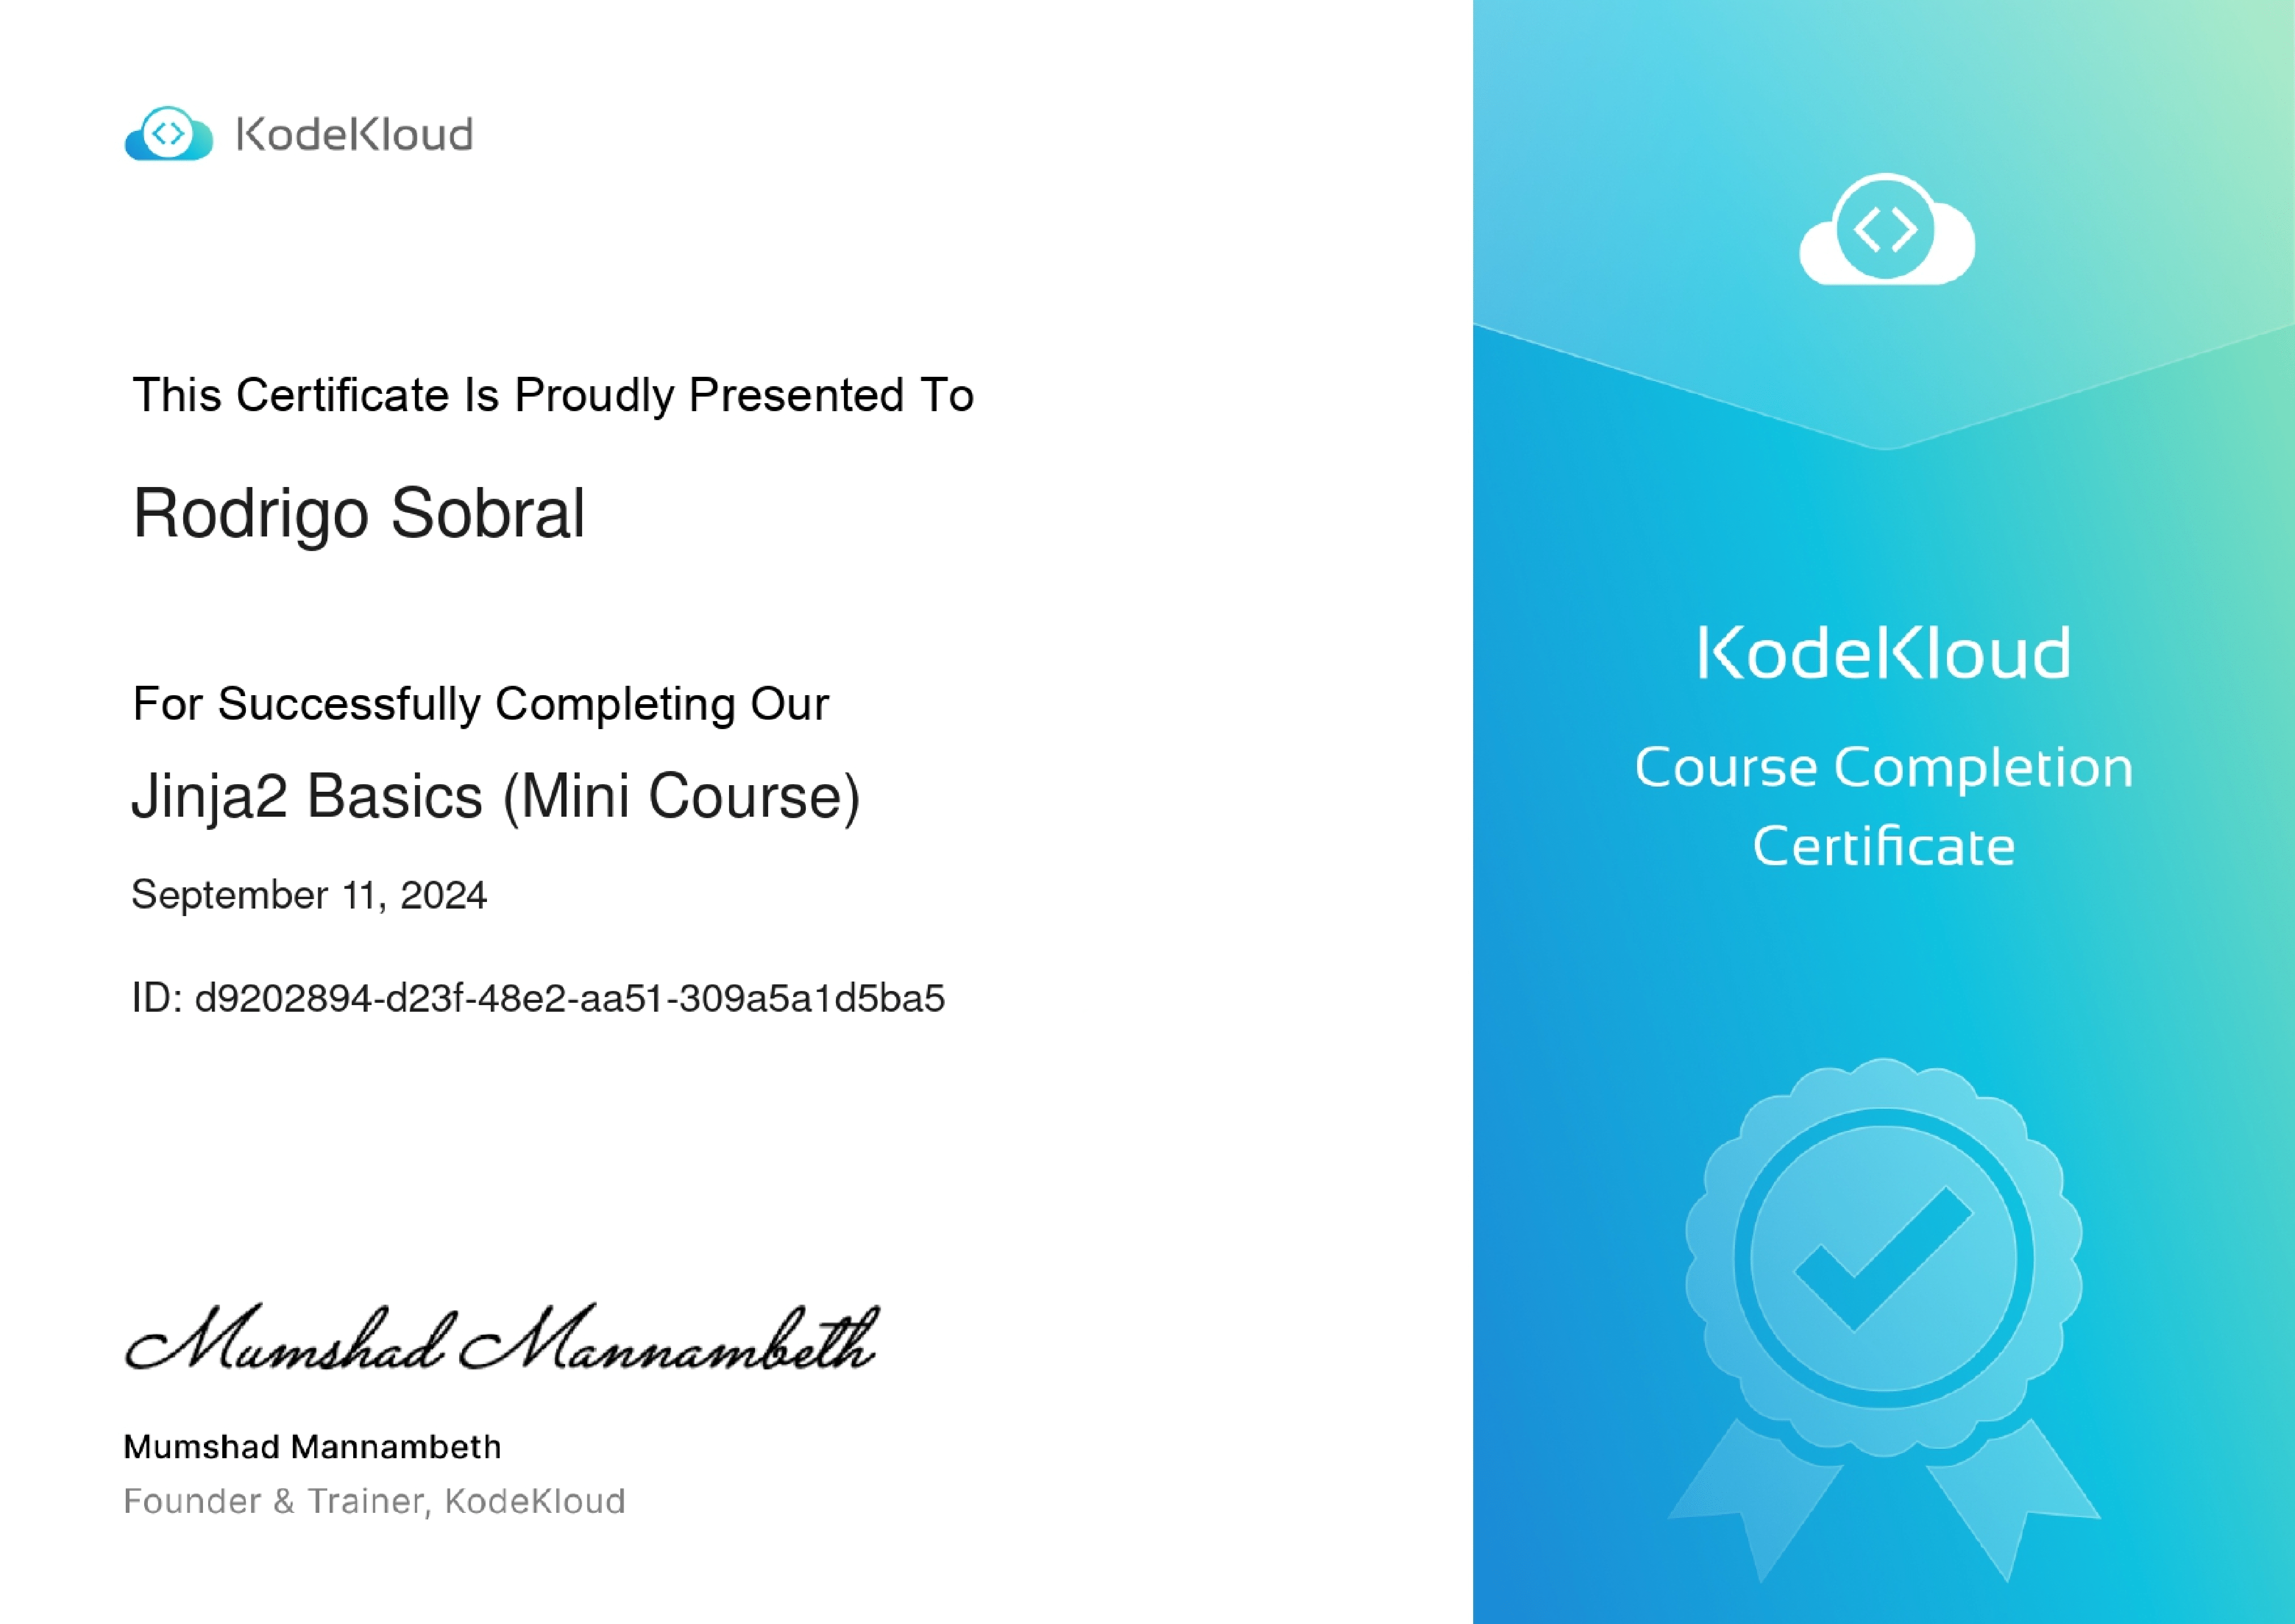 KodeKloud
This Certificate Is Proudly Presented To
Rodrigo Sobral
For Successfully Completing Our
Jinja2 Basics (Mini Course)
September 11, 2024
ID: d9202894-d23f-48e2-aa51-309a5a1d5ba5
Mumshad Mannambeth
Mumshad Mannambeth
Founder & Trainer, KodeKloud
KodeKloud
Course Completion
Certificate